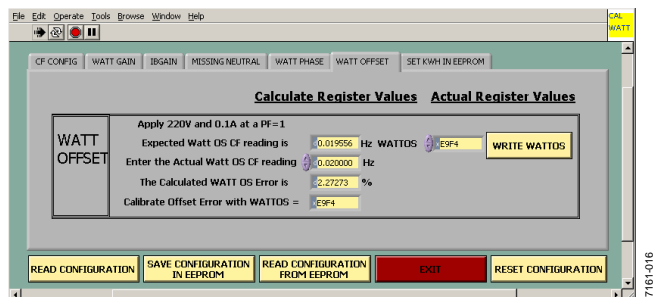 File Edit Operate Tools Browse Window Help
CAL
WATT
CF CONFIG WATT GAIN IBGAIN MISSING NEUTRAL WATT PHASE WATT OFFSET SET KWH IN EEPROM
Calculate Register Values Actual Register Values
WATT
OFFSET
Apply 220V and 0.1A at a PF=1
Expected Watt OS CF reading is 0.019556 Hz WATTOS xE9F4 WRITE WATTOS
Enter the Actual Watt OS CF reading 0.020000 Hz
The Calculated WATT OS Error is 2.27273 %
Calibrate Offset Error with WATTOS = xE9F4
READ CONFIGURATION
SAVE CONFIGURATION
IN EEPROM
READ CONFIGURATION
FROM EEPROM
EXIT
RESET CONFIGURATION
7161-016